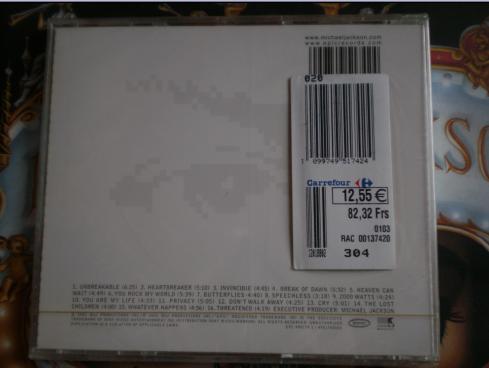 www.michaeljackson.com
www.epicrecords.com
020
1 099749 517424
Carrefour
12,55 €
82,32 Frs
0103
RAC 00137420
304
1. UNBREAKABLE (6:25) 2. HEARTBREAKER (5:10) 3. INVINCIBLE (4:45) 4. BREAK OF DAWN (5:32) 5. HEAVEN CAN
WAIT (4:49) 6. YOU ROCK MY WORLD (5:39) 7. BUTTERFLIES (4:40) 8. SPEECHLESS (3:18) 9. 2000 WATTS (4:24)
10. YOU ARE MY LIFE (4:33) 11. PRIVACY (5:05) 12. DON'T WALK AWAY (4:25) 13. CRY (5:01) 14. THE LOST
CHILDREN (4:00) 15. WHATEVER HAPPENS (4:56) 16. THREATENED (4:19) EXECUTIVE PRODUCER: MICHAEL JACKSON
epic